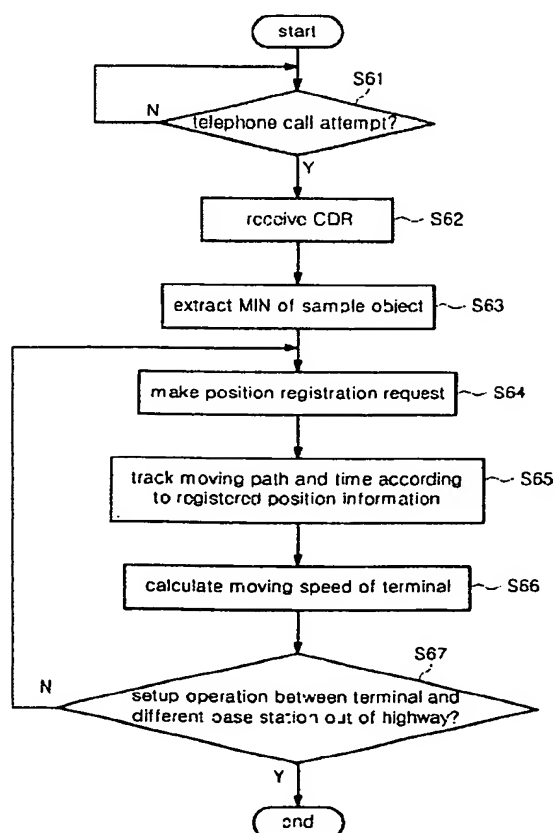 start
S61
N
telephone call attempt?
Y
receive CDR
S62
extract MIN of sample object
S63
make position registration request
S64
track moving path and time according
to registered position information
S65
calculate moving speed of terminal
S66
S67
N
setup operation between terminal and
different base station out of highway?
Y
end